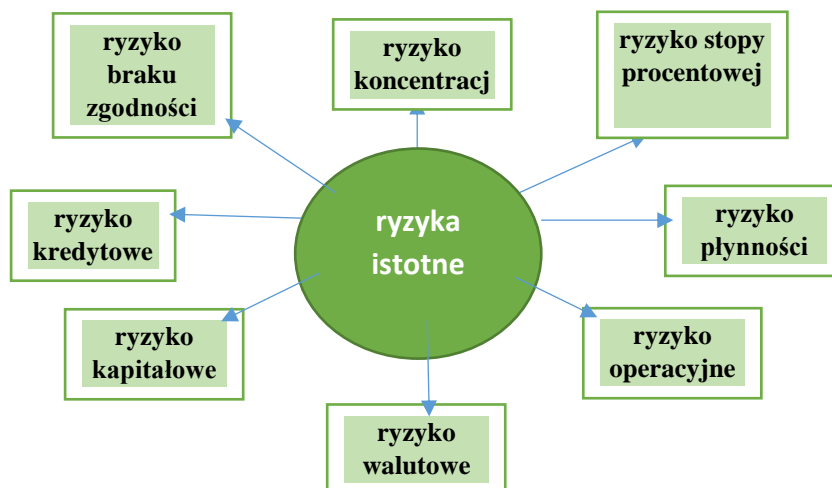 ryzyko
braku
zgodności
ryzyko
koncentracj
ryzyko stopy
procentowej
ryzyko
kredytowe
ryzyka
istotne
ryzyko
płynności
ryzyko
kapitałowe
ryzyko
operacyjne
ryzyko
walutowe